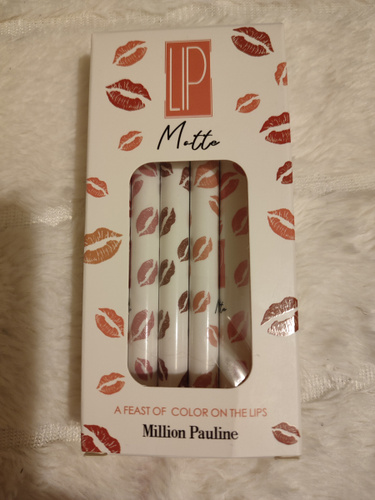 LIP
Matte
A FEAST OF COLOR ON THE LIPS
Million Pauline